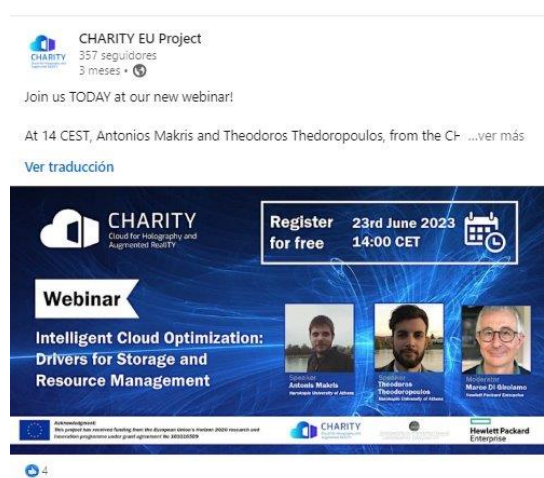 CHARITY EU Project
357 seguidores
3 meses •
Join us TODAY at our new webinar!
At 14 CEST, Antonios Makris and Theodoros Thedoropoulos, from the CH ...ver más
Ver traducción
CHARITY
Cloud for Holography and
Augmented RealiTY
Register
for free
23rd June 2023
14:00 CET
Webinar
Intelligent Cloud Optimization:
Drivers for Storage and
Resource Management
Speaker
Antonis Makris
Harokopio University of Athens
Speaker
Theodoros
Theodoropoulos
Harokopio University of Athens
Moderator
Marco Di Girolamo
Hewlett Packard Enterprise
Acknowledgment:
This project has received funding from the European Union's Horizon 2020 research and
innovation programme under grant agreement No 101016509
CHARITY
Hewlett Packard
Enterprise
4